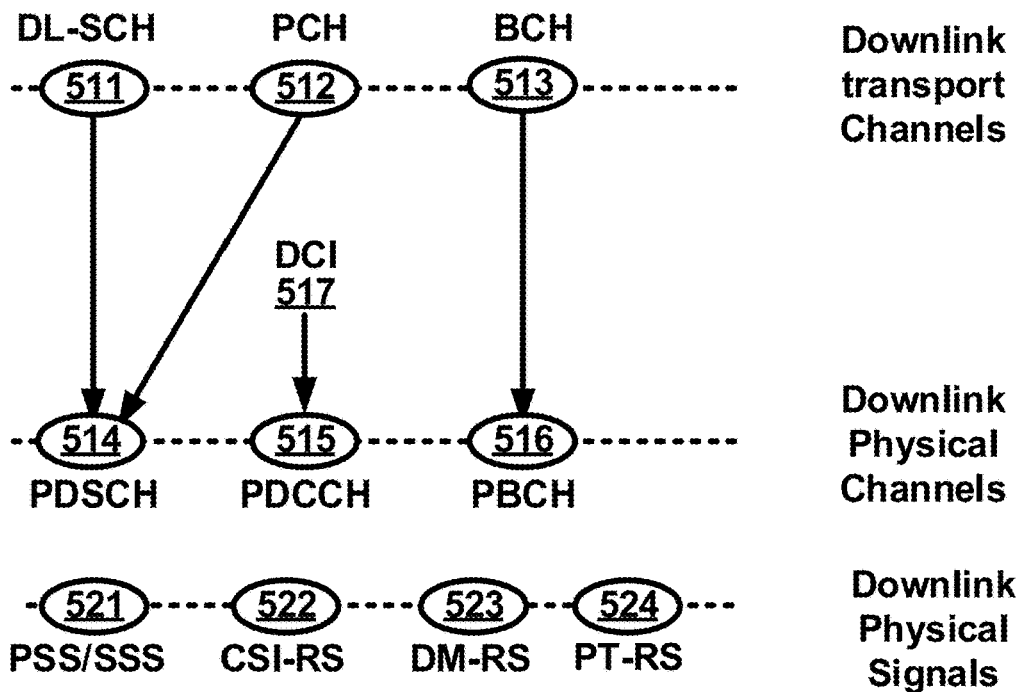 DL-SCH PCH BCH
Downlink
transport
Channels
511 512 513
DCI
517
Downlink
Physical
Channels
514 515 516
PDSCH PDCCH PBCH
521 522 523 524
PSS/SSS CSI-RS DM-RS PT-RS
Downlink
Physical
Signals